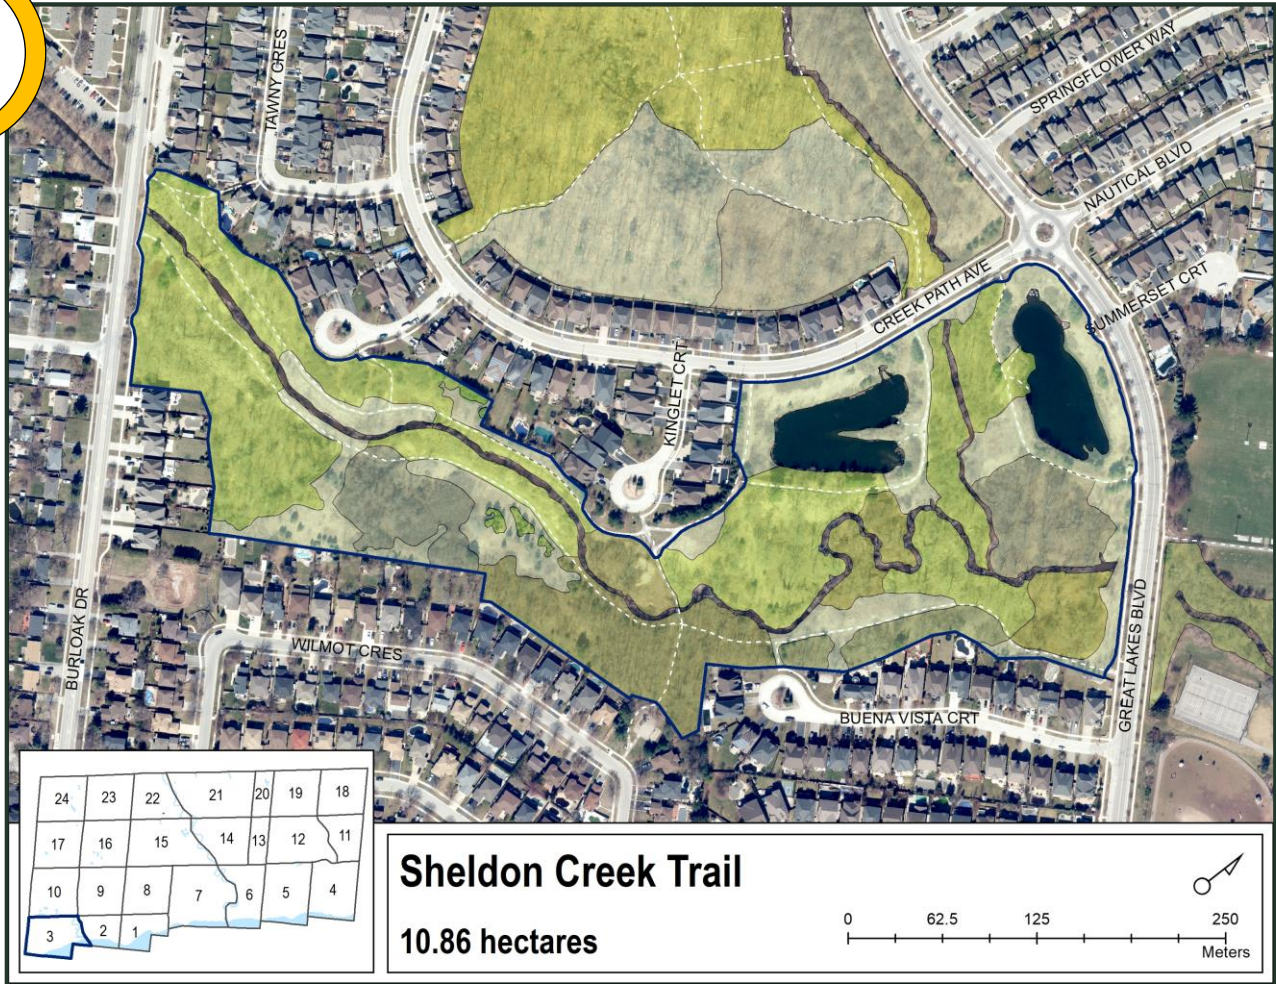 TAWNY CRES
SPRINGFLOWER WAY
NAUTICAL BLVD
SUMMERSET CRT
CREEK PATH AVE
KINGLET CRT
BURLOAK DR
WILMOT CRES
BUENA VISTA CRT
GREAT LAKES BLVD
24 23 22 21 20 19 18
17 16 15 14 13 12 11
10 9 8 7 6 5 4
3 2 1
Sheldon Creek Trail
10.86 hectares
0 62.5 125 250
Meters